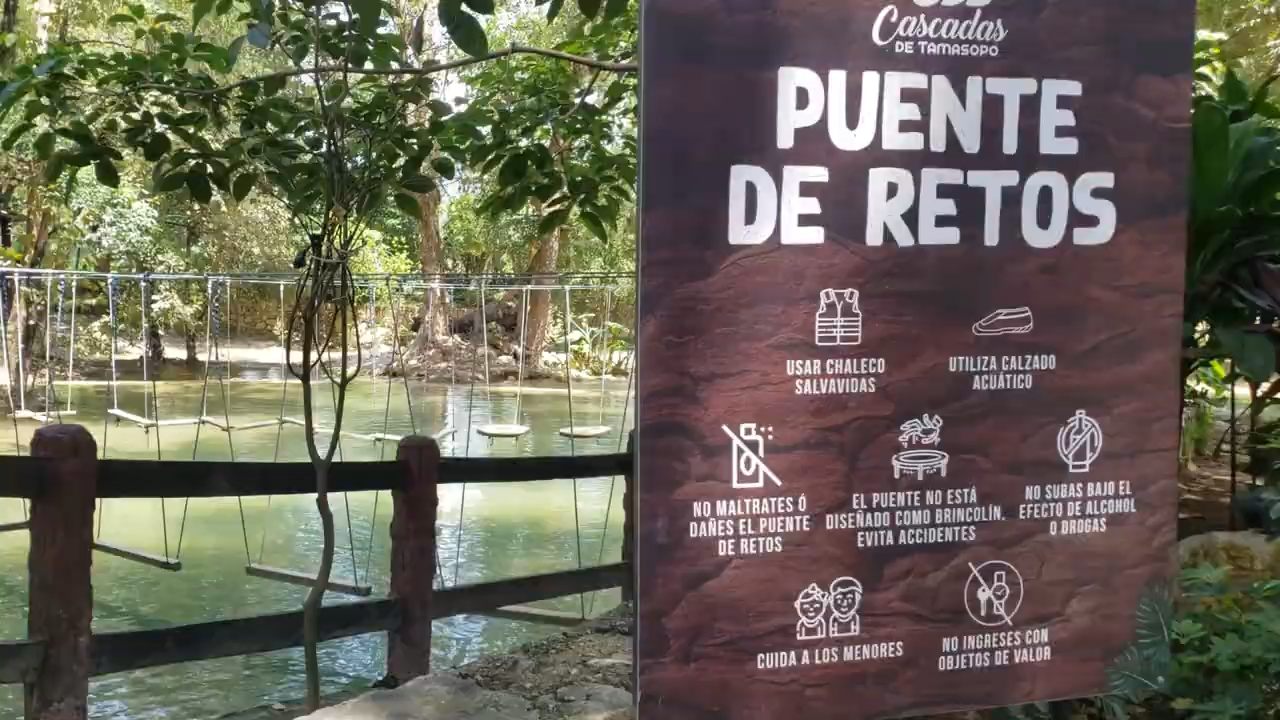 Cascadas
DE TAMASOPO
PUENTE
DE RETOS
USAR CHALECO
SALVAVIDAS
UTILIZA CALZADO
ACUÁTICO
NO MALTRATES Ó
DAÑES EL PUENTE
DE RETOS
EL PUENTE NO ESTÁ
DISEÑADO COMO BRINCOLÍN.
EVITA ACCIDENTES
NO SUBAS BAJO EL
EFECTO DE ALCOHOL
O DROGAS
CUIDA A LOS MENORES
NO INGRESES CON
OBJETOS DE VALOR